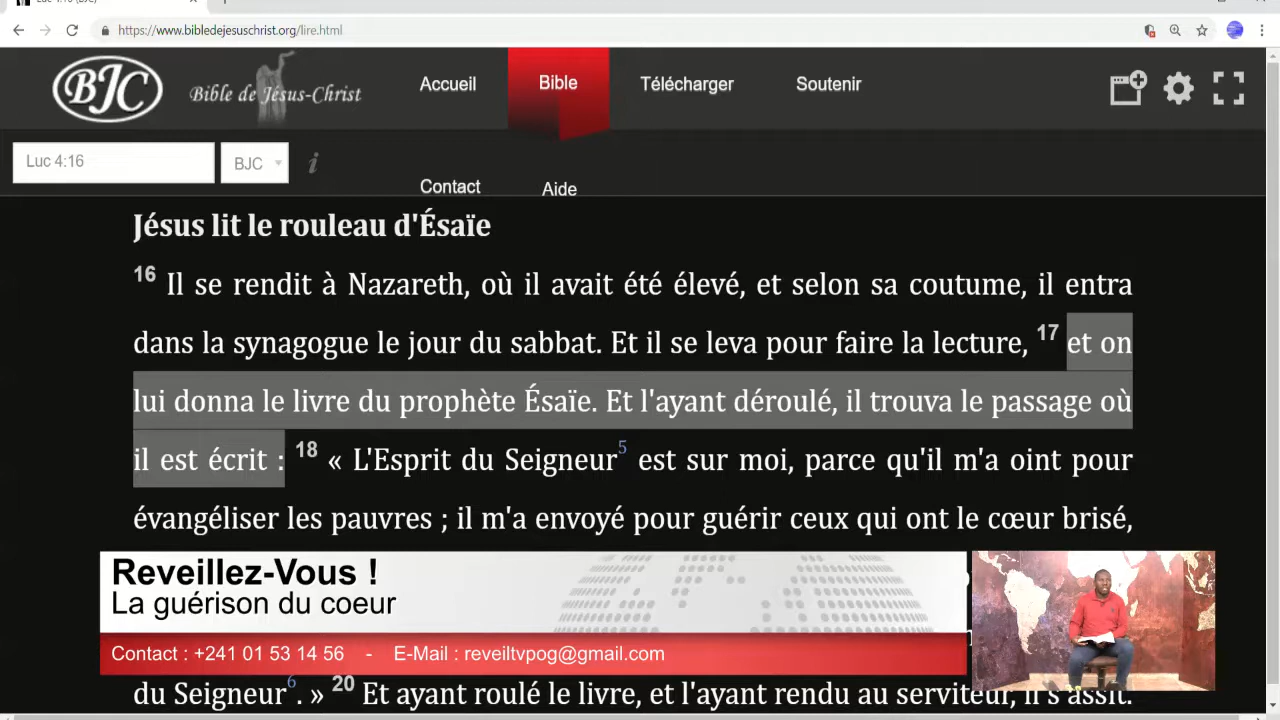 Luc 4:16 (BJC)
https://www.bibledejesuschrist.org/lire.html
BJC
Bible de Jésus-Christ
Accueil
Bible
Télécharger
Soutenir
Luc 4:16
BJC
i
Contact
Aide
Jésus lit le rouleau d'Ésaïe
16 Il se rendit à Nazareth, où il avait été élevé, et selon sa coutume, il entra
dans la synagogue le jour du sabbat. Et il se leva pour faire la lecture, 17 et on
lui donna le livre du prophète Ésaïe. Et l'ayant déroulé, il trouva le passage où
il est écrit : 18 « L'Esprit du Seigneur5 est sur moi, parce qu'il m'a oint pour
évangéliser les pauvres ; il m'a envoyé pour guérir ceux qui ont le cœur brisé,
Reveillez-Vous !
La guérison du coeur
Contact : +241 01 53 14 56 - E-Mail : reveiltvpog@gmail.com
du Seigneur6. » 20 Et ayant roulé le livre, et l'ayant rendu au serviteur, il s'assit.